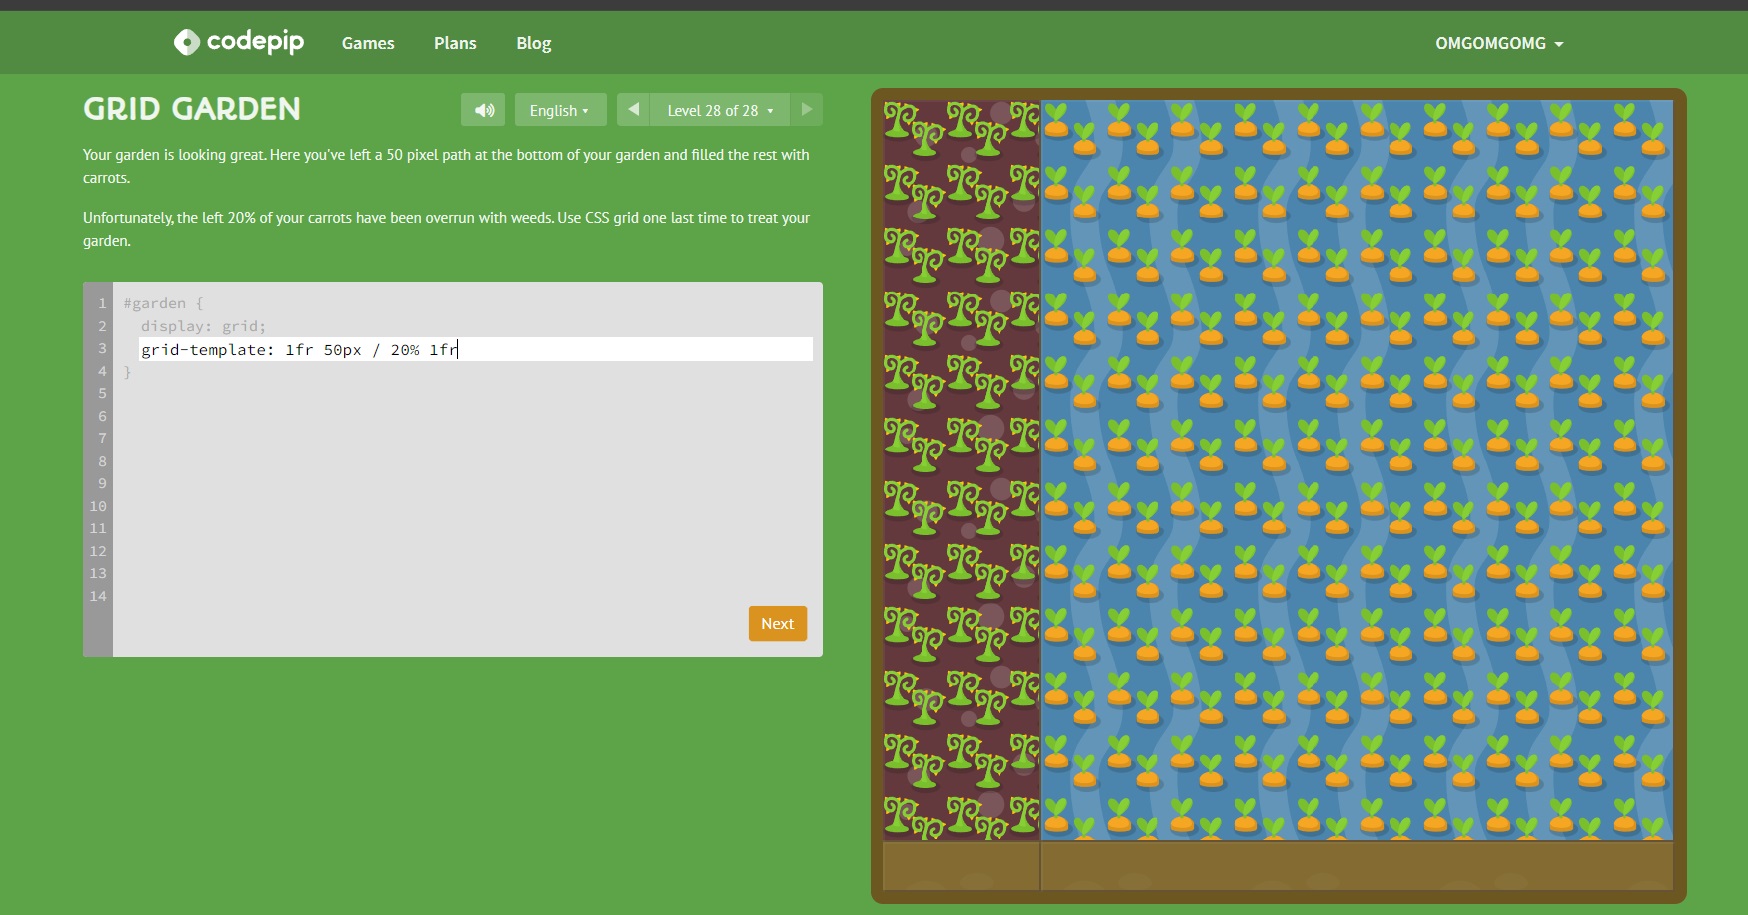 codepip Games Plans Blog OMGOMGOMG
GRID GARDEN English Level 28 of 28
Your garden is looking great. Here you've left a 50 pixel path at the bottom of your garden and filled the rest with
carrots.
Unfortunately, the left 20% of your carrots have been overrun with weeds. Use CSS grid one last time to treat your
garden.
1 #garden {
2 display: grid;
3 grid-template: 1fr 50px / 20% 1fr
4 }
5
6
7
8
9
10
11
12
13
14
Next